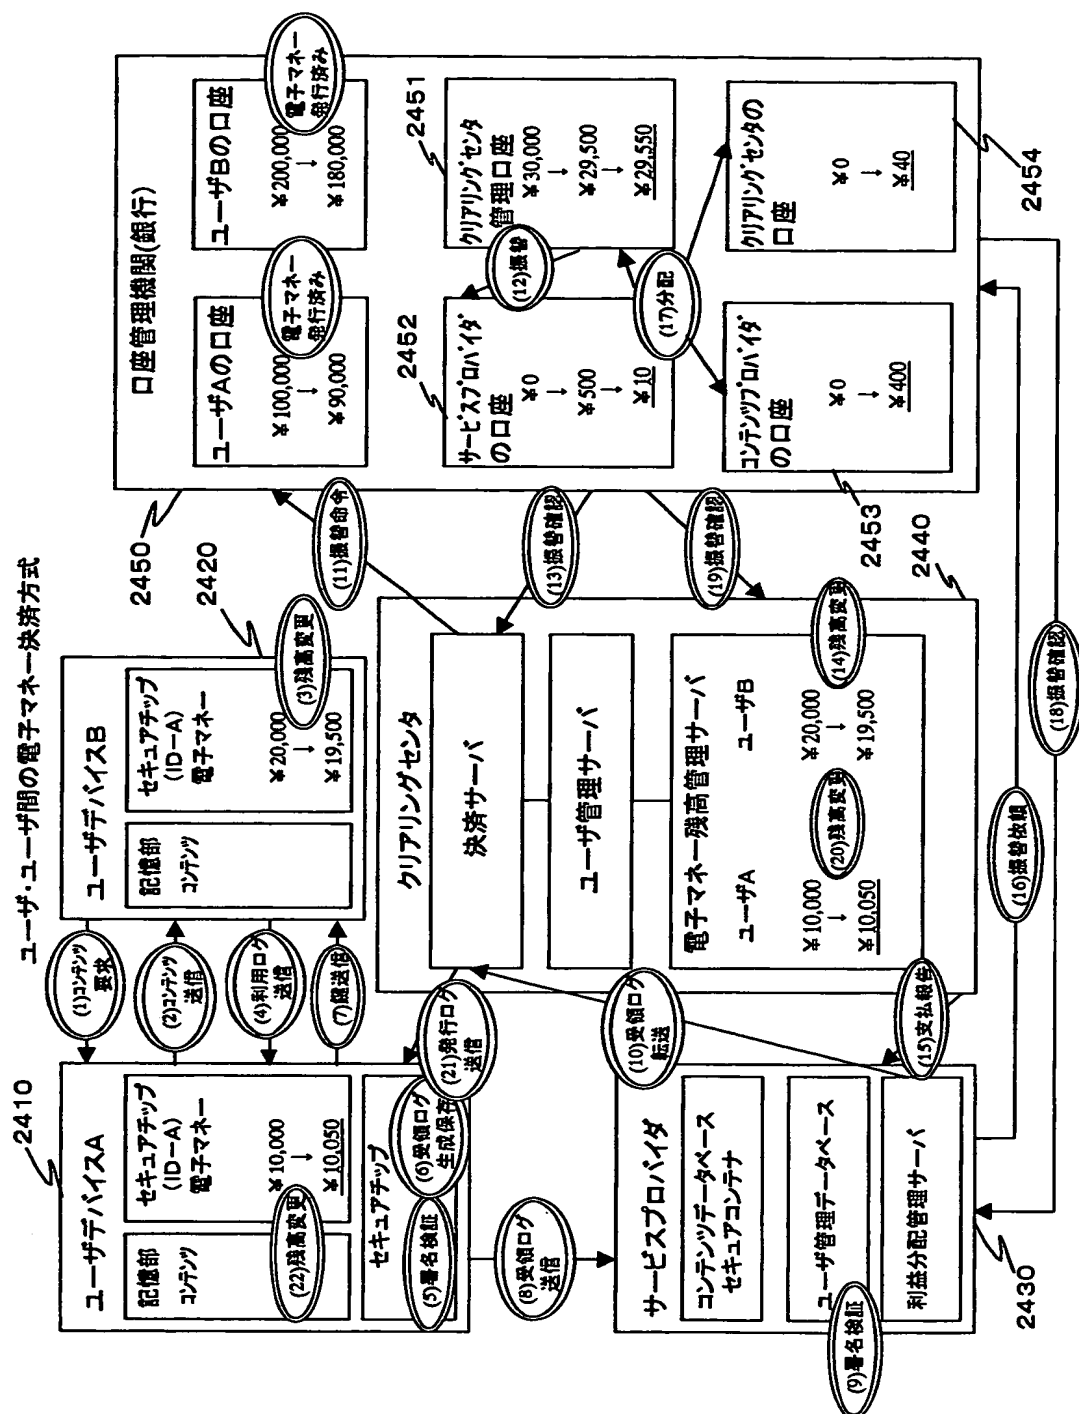 ユーザ・ユーザ間の電子マネー決済方式
2410
ユーザデバイスA
記憶部
コンテンツ
セキュアチップ
(ID－A)
電子マネー
¥10,000
↓
¥10,050
(22)残高変更
セキュアチップ
(5)署名検証
(6)受領ログ
生成保存
(1)コンテンツ
要求
(2)コンテンツ
送信
(4)利用ログ
送信
(7)鍵送信
2420
ユーザデバイスB
記憶部
コンテンツ
セキュアチップ
(ID－A)
電子マネー
¥20,000
↓
¥19,500
(3)残高変更
(8)受領ログ
送信
(21)発行ログ
送信
(10)受領ログ
転送
(11)振替命令
(13)振替確認
(19)振替確認
サービスプロバイダ
コンテンツデータベース
セキュアコンテナ
ユーザ管理データベース
利益分配管理サーバ
(9)署名検証
2430
(15)支払報告
クリアリングセンタ
決済サーバ
ユーザ管理サーバ
電子マネー残高管理サーバ
ユーザA
¥10,000
↓
¥10,050
(20)残高変更
ユーザB
¥20,000
↓
¥19,500
(14)残高変更
2440
(16)振替依頼
(18)振替確認
2450
口座管理機関(銀行)
ユーザAの口座
¥100,000
↓
¥90,000
電子マネー
発行済み
ユーザBの口座
¥200,000
↓
¥180,000
電子マネー
発行済み
2452
サービスプロバイダ
の口座
¥0
↓
¥500
↓
¥10
(12)振替
2451
クリアリングセンタ
管理口座
¥30,000
↓
¥29,500
↓
¥29,550
(17)分配
コンテンツプロバイダ
の口座
¥0
↓
¥400
2453
クリアリングセンタの
口座
¥0
↓
¥40
2454